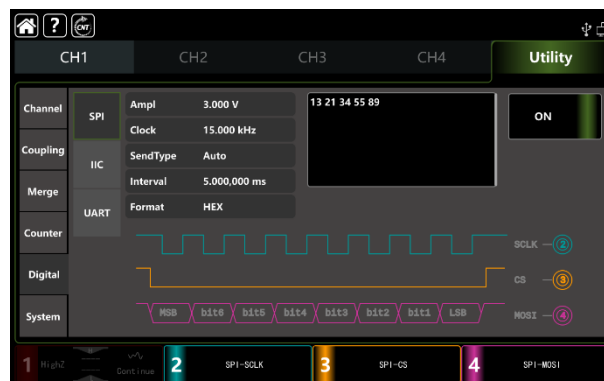 ? CNT
CH1 CH2 CH3 CH4 Utility
Channel
Coupling
Merge
Counter
Digital
System
SPI
IIC
UART
Ampl 3.000 V
Clock 15.000 kHz
SendType Auto
Interval 5.000,000 ms
Format HEX
13 21 34 55 89
ON
SCLK — ②
CS — ③
MSB bit6 bit5 bit4 bit3 bit2 bit1 LSB MOSI — ④
1 HighZ Continue 2 SPI-SCLK 3 SPI-CS 4 SPI-MOSI